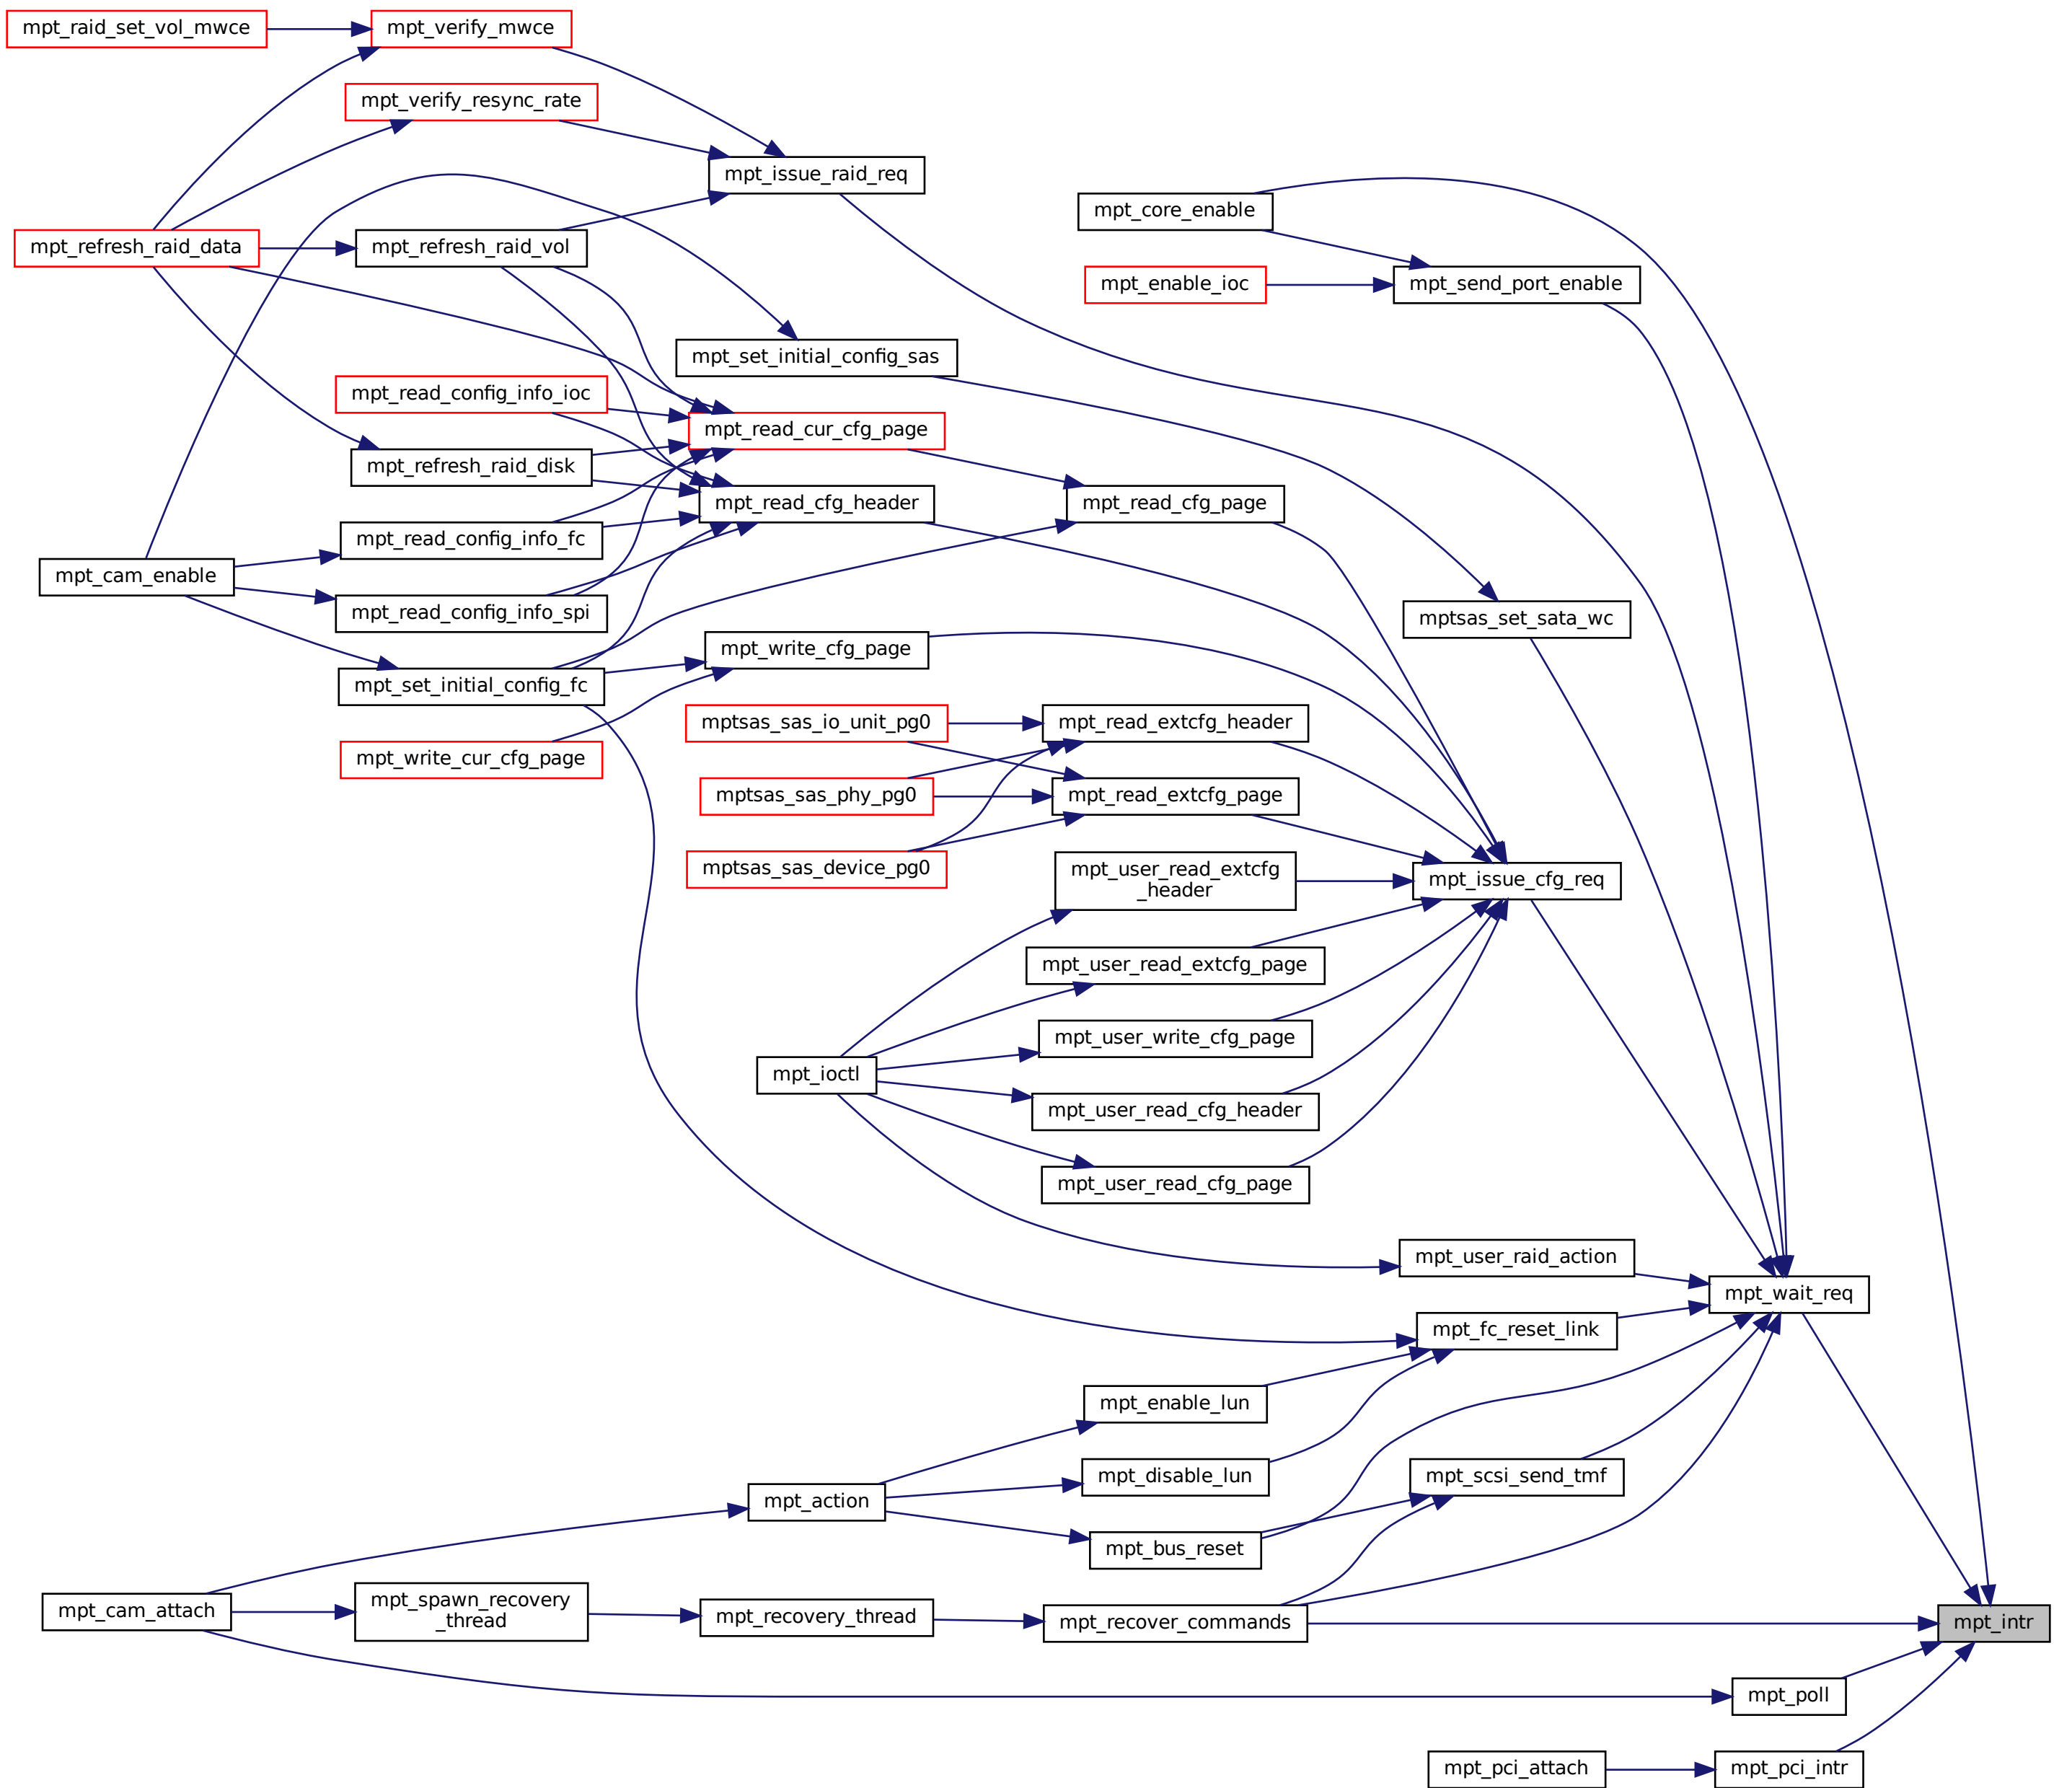 mpt_raid_set_vol_mwce
mpt_verify_mwce
mpt_verify_resync_rate
mpt_issue_raid_req
mpt_core_enable
mpt_refresh_raid_data
mpt_refresh_raid_vol
mpt_enable_ioc
mpt_send_port_enable
mpt_set_initial_config_sas
mpt_read_config_info_ioc
mpt_read_cur_cfg_page
mpt_refresh_raid_disk
mpt_read_cfg_header
mpt_read_cfg_page
mpt_read_config_info_fc
mpt_cam_enable
mpt_read_config_info_spi
mptsas_set_sata_wc
mpt_write_cfg_page
mpt_set_initial_config_fc
mptsas_sas_io_unit_pg0
mpt_read_extcfg_header
mpt_write_cur_cfg_page
mptsas_sas_phy_pg0
mpt_read_extcfg_page
mptsas_sas_device_pg0
mpt_user_read_extcfg
_header
mpt_issue_cfg_req
mpt_user_read_extcfg_page
mpt_user_write_cfg_page
mpt_ioctl
mpt_user_read_cfg_header
mpt_user_read_cfg_page
mpt_user_raid_action
mpt_wait_req
mpt_fc_reset_link
mpt_enable_lun
mpt_disable_lun
mpt_scsi_send_tmf
mpt_action
mpt_bus_reset
mpt_cam_attach
mpt_spawn_recovery
_thread
mpt_recovery_thread
mpt_recover_commands
mpt_intr
mpt_poll
mpt_pci_attach
mpt_pci_intr